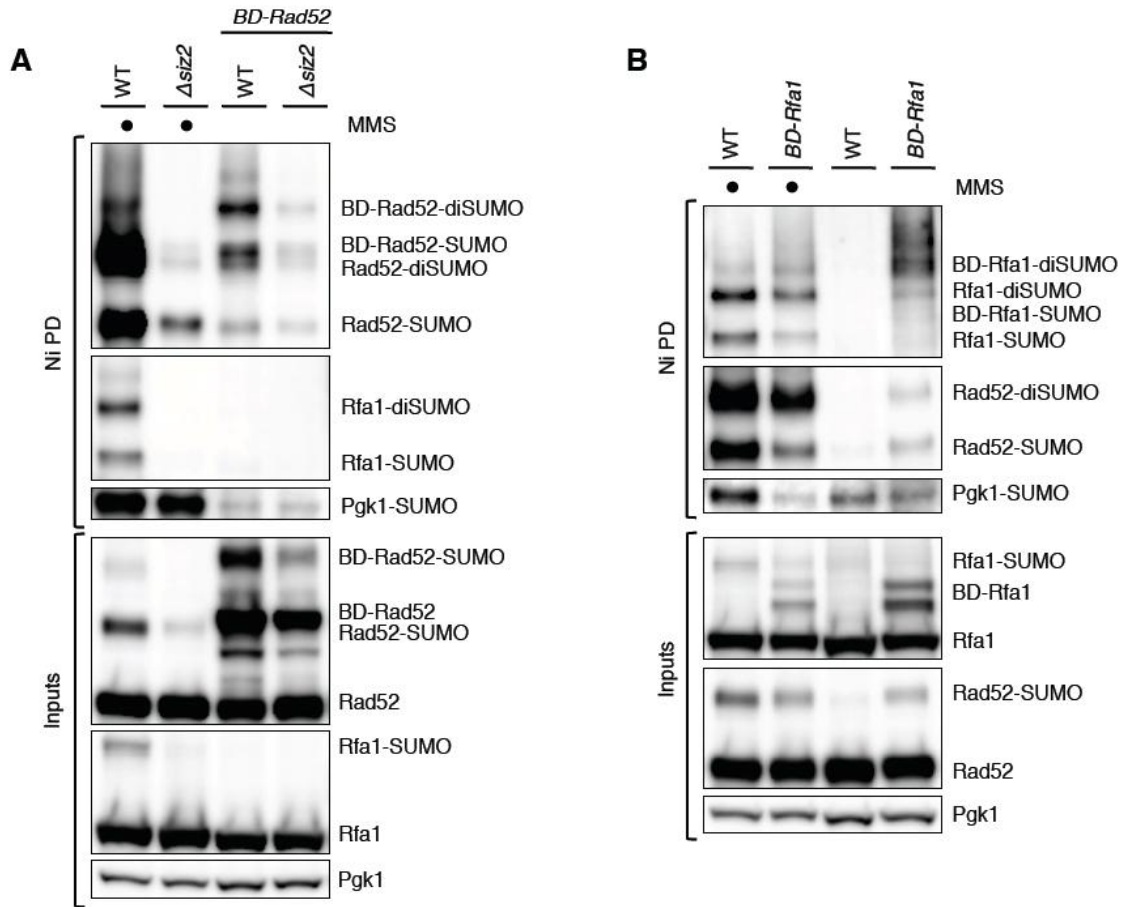 A
BD-Rad52
WT
Δsiz2
WT
Δsiz2
MMS
Ni PD
BD-Rad52-diSUMO
BD-Rad52-SUMO
Rad52-diSUMO
Rad52-SUMO
Rfa1-diSUMO
Rfa1-SUMO
Pgk1-SUMO
Inputs
BD-Rad52-SUMO
BD-Rad52
Rad52-SUMO
Rad52
Rfa1-SUMO
Rfa1
Pgk1
B
WT
BD-Rfa1
WT
BD-Rfa1
MMS
Ni PD
BD-Rfa1-diSUMO
Rfa1-diSUMO
BD-Rfa1-SUMO
Rfa1-SUMO
Rad52-diSUMO
Rad52-SUMO
Pgk1-SUMO
Inputs
Rfa1-SUMO
BD-Rfa1
Rfa1
Rad52-SUMO
Rad52
Pgk1